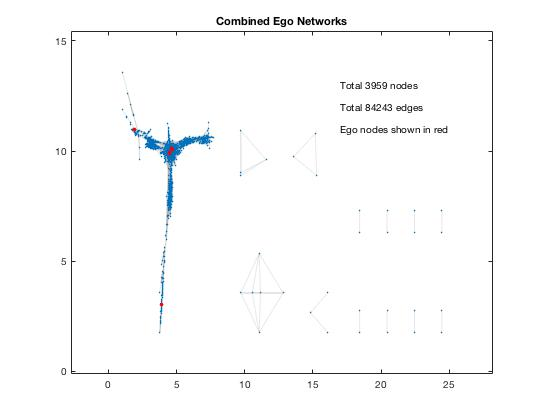 Combined Ego Networks
15
Total 3959 nodes
Total 84243 edges
Ego nodes shown in red
10
5
0
0 5 10 15 20 25